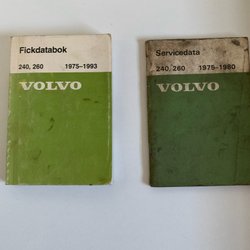 Fickdatabok
240, 260 1975–1993
VOLVO
Servicedata
240, 260 1975–1980
VOLVO